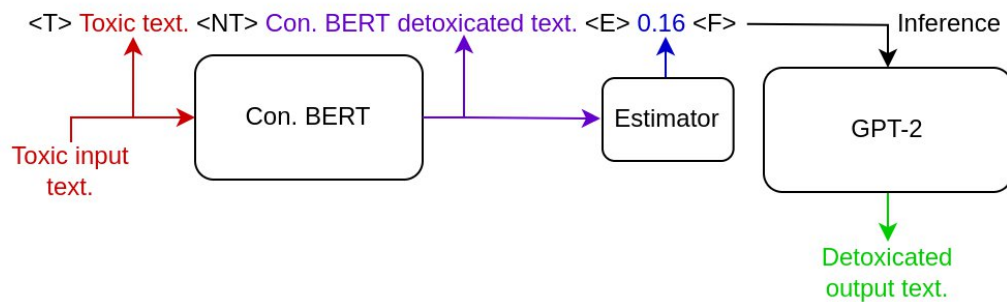 <T> Toxic text. <NT> Con. BERT detoxicated text. <E> 0.16 <F>
Inference
Con. BERT
Estimator
GPT-2
Toxic input
text.
Detoxicated
output text.